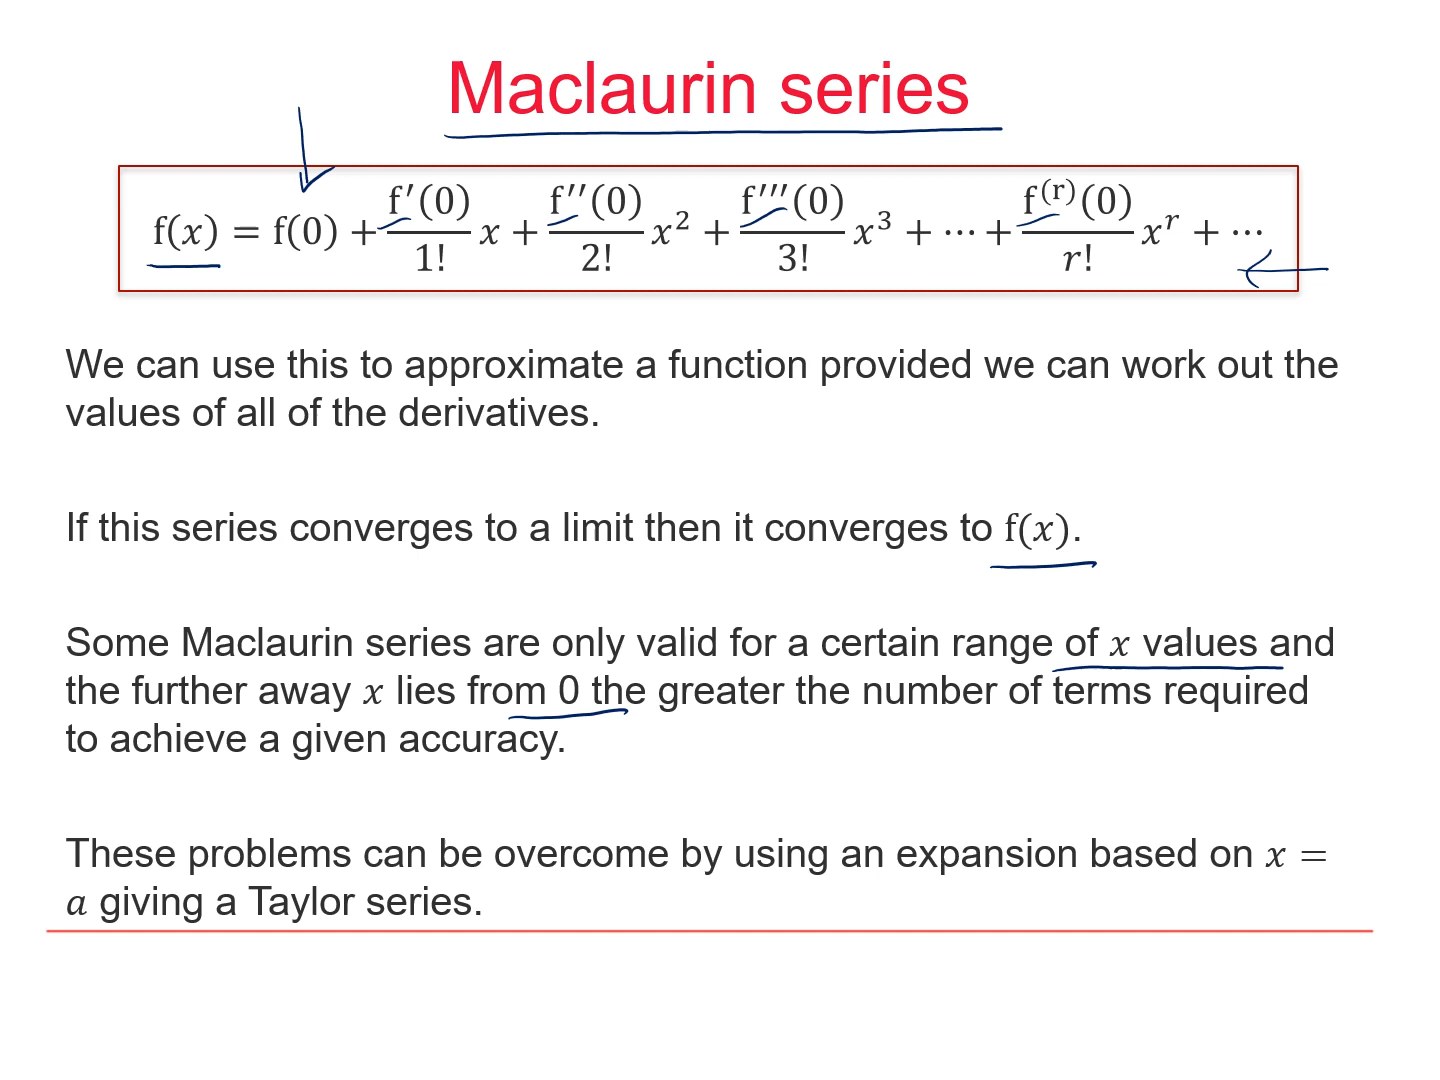 Maclaurin series
f(x) = f(0) + f′(0)/1! x + f′′(0)/2! x² + f′′′(0)/3! x³ + ⋯ + f⁽ʳ⁾(0)/r! xʳ + ⋯
We can use this to approximate a function provided we can work out the
values of all of the derivatives.
If this series converges to a limit then it converges to f(x).
Some Maclaurin series are only valid for a certain range of x values and
the further away x lies from 0 the greater the number of terms required
to achieve a given accuracy.
These problems can be overcome by using an expansion based on x =
a giving a Taylor series.